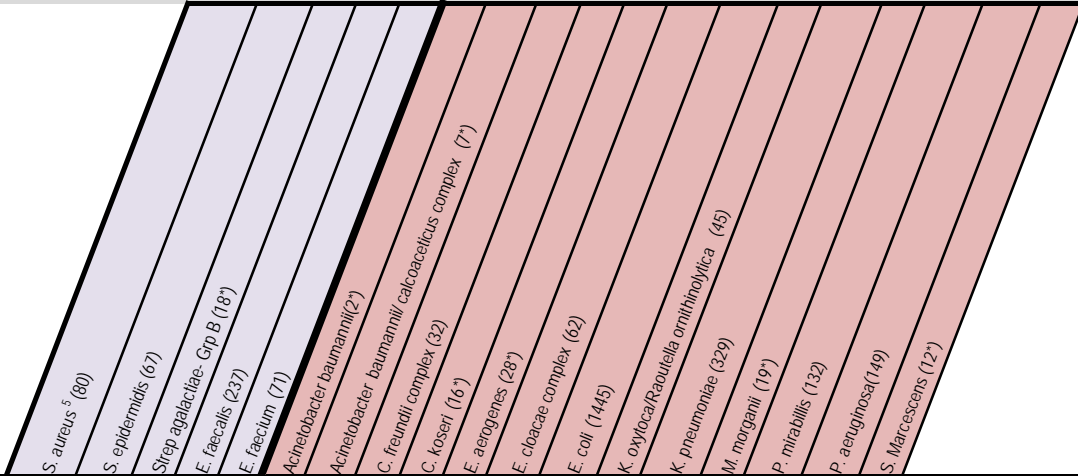 S. aureus ⁵ (80)
S. epidermidis (67)
Strep agalactiae- Grp B (18*)
E. faecalis (237)
E. faecium (71)
Acinetobacter baumannii(2*)
Acinetobacter baumannii/ calcoaceticus complex (7*)
C. freundii complex (32)
C. koseri (16*)
E. aerogenes (28*)
E. cloacae complex (62)
E. coli (1445)
K. oxytoca/Raoutella ornithinolytica (45)
K. pneumoniae (329)
M. morganii (19*)
P. mirabillis (132)
P. aeruginosa(149)
S. Marcescens (12*)